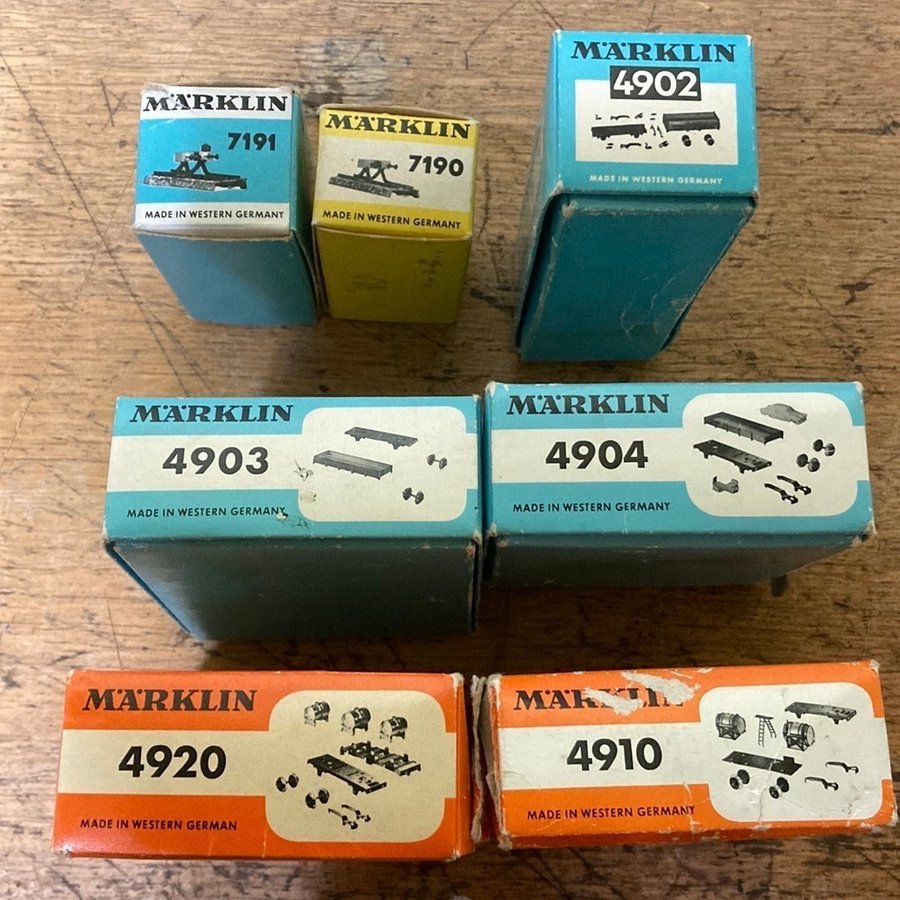 MÄRKLIN
7191
MADE IN WESTERN GERMANY
MÄRKLIN
7190
MADE IN WESTERN GERMANY
MÄRKLIN
4902
MADE IN WESTERN GERMANY
MÄRKLIN
4903
MADE IN WESTERN GERMANY
MÄRKLIN
4904
MADE IN WESTERN GERMANY
MÄRKLIN
4920
MADE IN WESTERN GERMAN
MÄRKLIN
4910
MADE IN WESTERN GERMANY